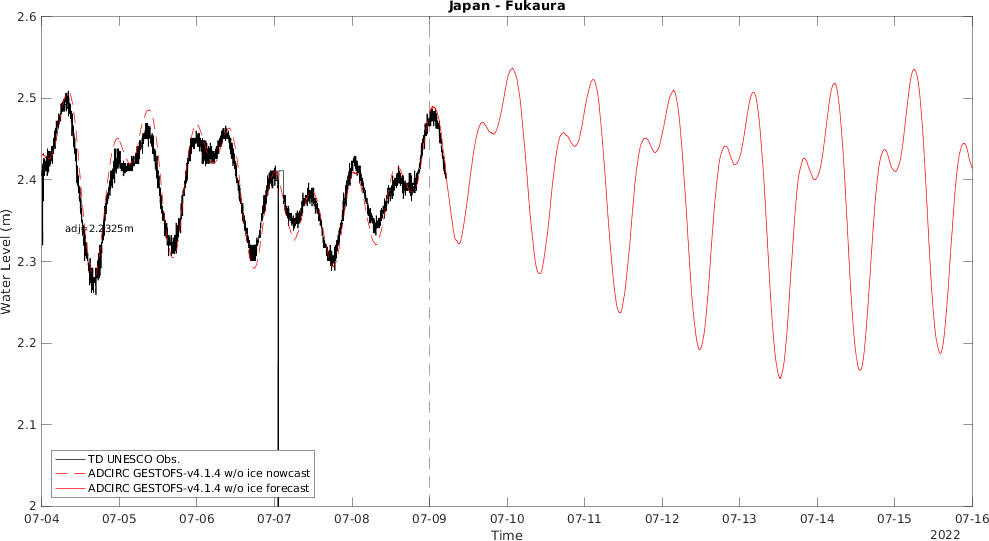 Japan - Fukaura
2.6
2.5
2.4
2.3
2.2
2.1
2
Water Level (m)
adj=2.2325m
TD UNESCO Obs.
ADCIRC GESTOFS-v4.1.4 w/o ice nowcast
ADCIRC GESTOFS-v4.1.4 w/o ice forecast
07-04 07-05 07-06 07-07 07-08 07-09 07-10 07-11 07-12 07-13 07-14 07-15 07-16
Time
2022